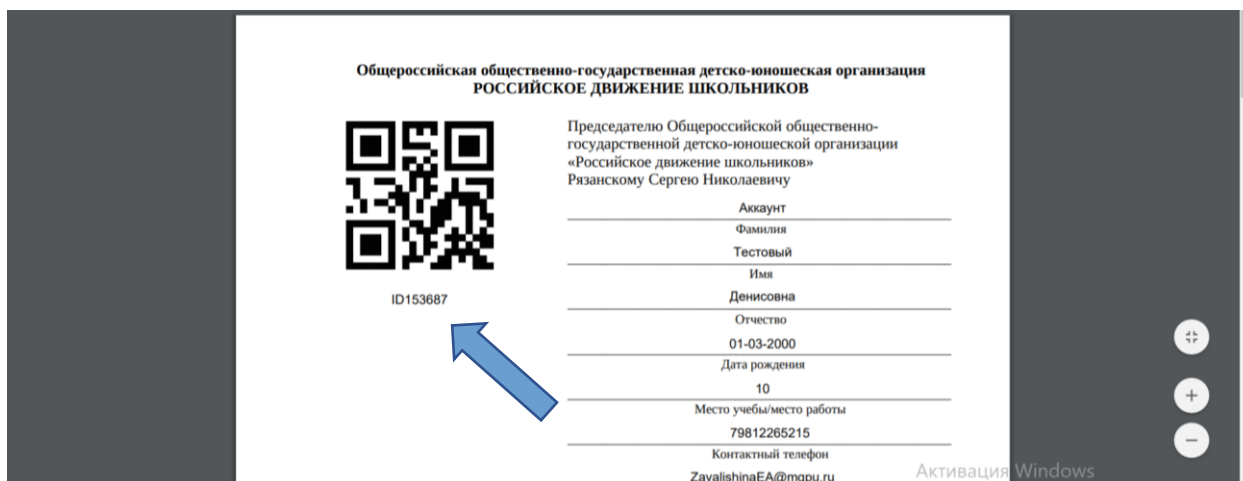 Общероссийская общественно-государственная детско-юношеская организация
РОССИЙСКОЕ ДВИЖЕНИЕ ШКОЛЬНИКОВ
Председателю Общероссийской общественно-
государственной детско-юношеской организации
«Российское движение школьников»
Рязанскому Сергею Николаевичу
Аккаунт
Фамилия
Тестовый
Имя
ID153687
Денисовна
Отчество
01-03-2000
Дата рождения
10
Место учебы/место работы
79812265215
Контактный телефон
ZavalishinaEA@mgpu.ru
Активация Windows